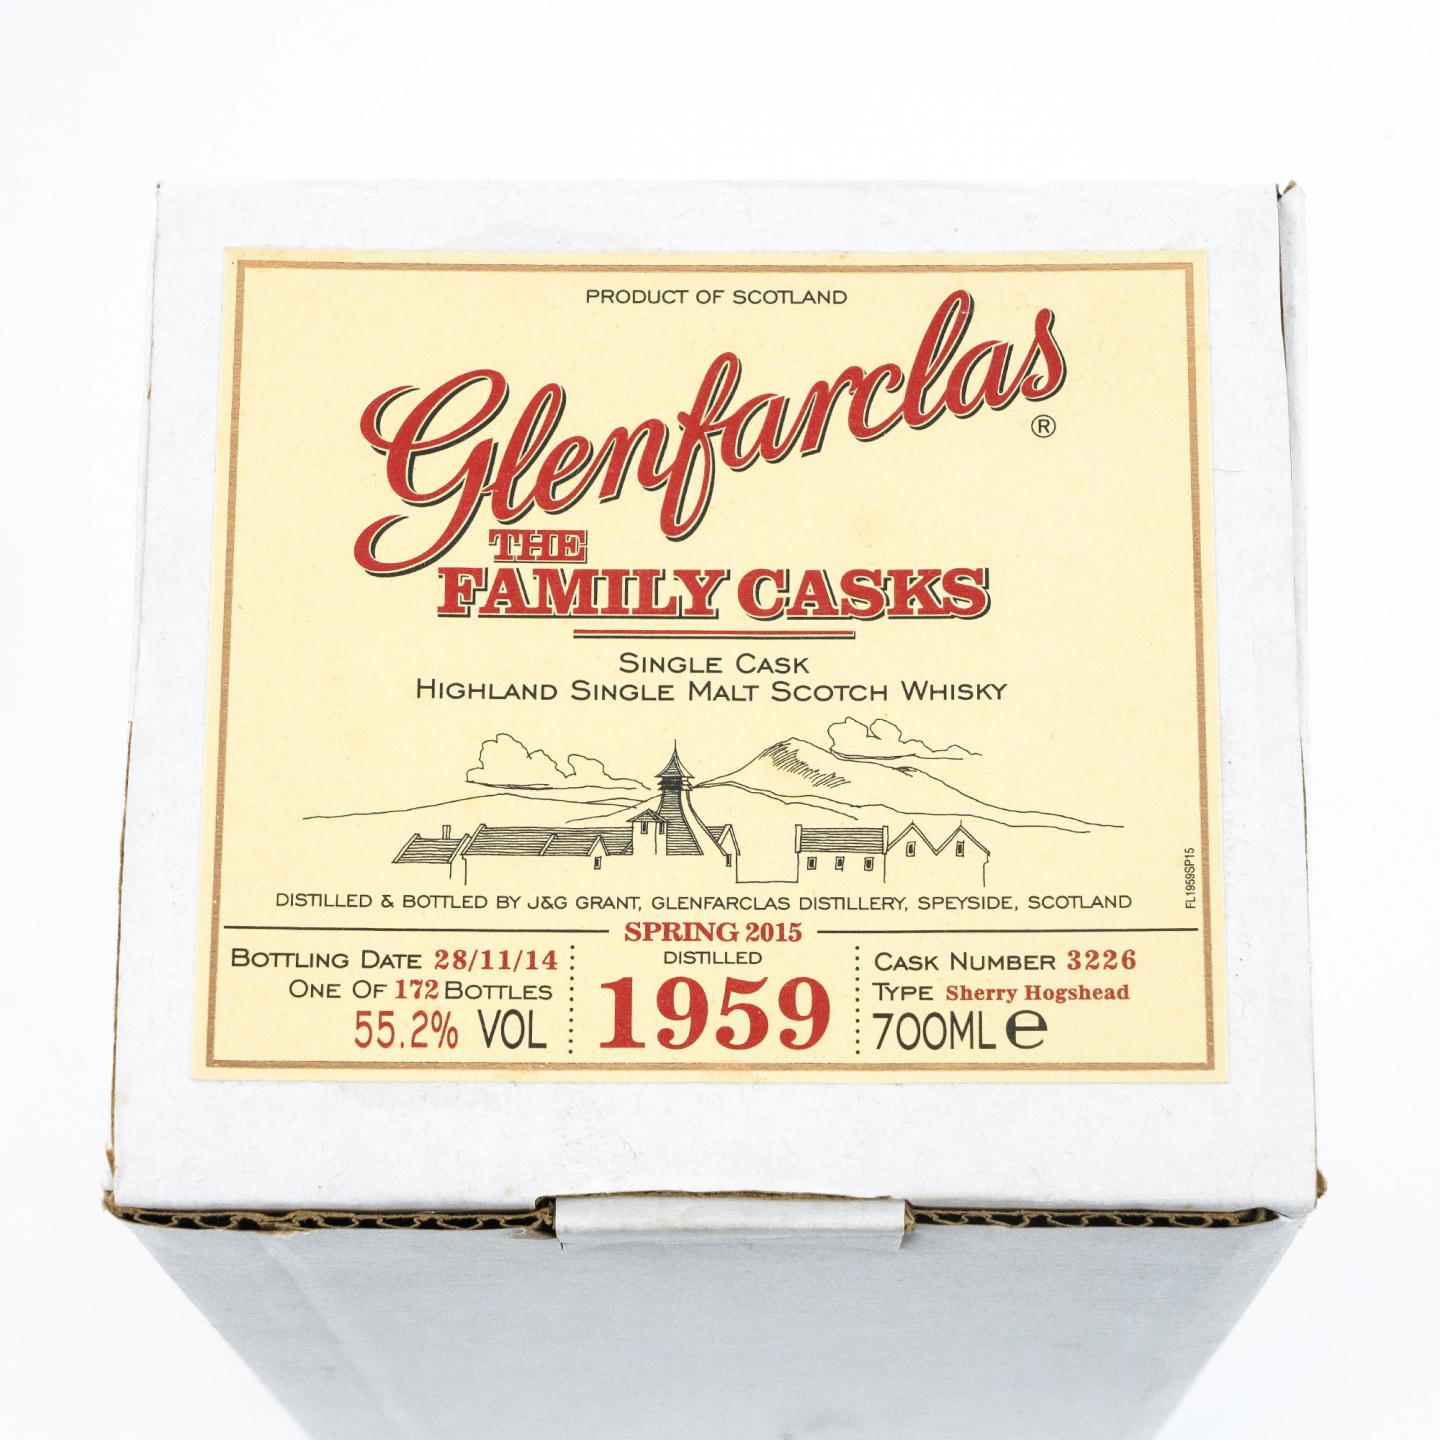 PRODUCT OF SCOTLAND
Glenfarclas ®
THE
FAMILY CASKS
SINGLE CASK
HIGHLAND SINGLE MALT SCOTCH WHISKY
FL1959SP15
DISTILLED & BOTTLED BY J&G GRANT, GLENFARCLAS DISTILLERY, SPEYSIDE, SCOTLAND
SPRING 2015
BOTTLING DATE 28/11/14
ONE OF 172 BOTTLES
55.2% VOL
DISTILLED
1959
CASK NUMBER 3226
TYPE Sherry Hogshead
700ML e